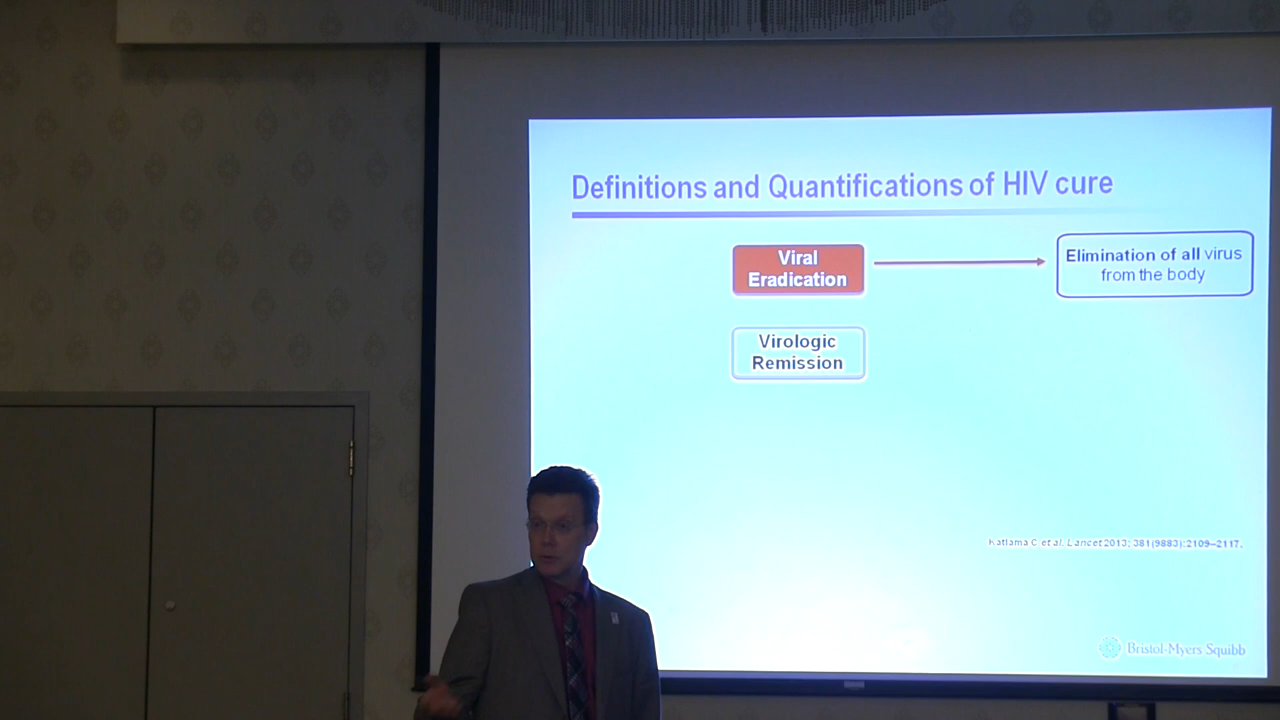 Definitions and Quantifications of HIV cure
Viral
Eradication
Elimination of all virus
from the body
Virologic
Remission
Katlama C et al. Lancet 2013; 381(9883):2109–2117.
Bristol-Myers Squibb